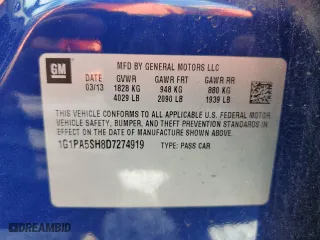 GM
MFD BY GENERAL MOTORS LLC
DATE GVWR GAWR FRT GAWR RR
03/13 1828 KG 948 KG 880 KG
4029 LB 2090 LB 1939 LB
THIS VEHICLE CONFORMS TO ALL APPLICABLE U.S. FEDERAL MOTOR
VEHICLE SAFETY, BUMPER, AND THEFT PREVENTION STANDARDS IN
EFFECT ON THE DATE OF MANUFACTURE SHOWN ABOVE.
1G1PA5SH8D7274919 TYPE: PASS CAR